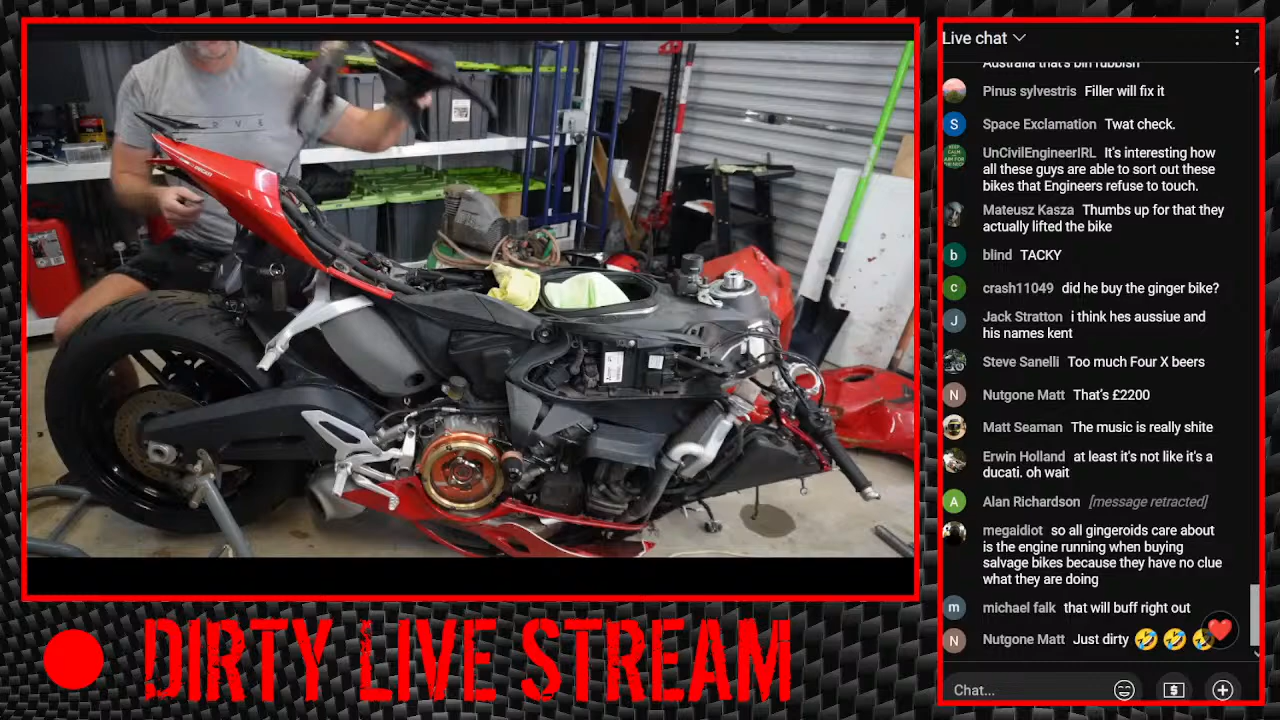 Live chat
Australia that's bin rubbish
Pinus sylvestris Filler will fix it
Space Exclamation Twat check.
UnCivilEngineerIRL It's interesting how
all these guys are able to sort out these
bikes that Engineers refuse to touch.
Mateusz Kasza Thumbs up for that they
actually lifted the bike
blind TACKY
crash11049 did he buy the ginger bike?
Jack Stratton i think hes aussiue and
his names kent
Steve Sanelli Too much Four X beers
Nutgone Matt That's £2200
Matt Seaman The music is really shite
Erwin Holland at least it's not like it's a
ducati. oh wait
Alan Richardson [message retracted]
megaidiot so all gingeroids care about
is the engine running when buying
salvage bikes because they have no clue
what they are doing
michael falk that will buff right out
Nutgone Matt Just dirty 🤣 🤣 🤣
Chat...
DIRTY LIVE STREAM